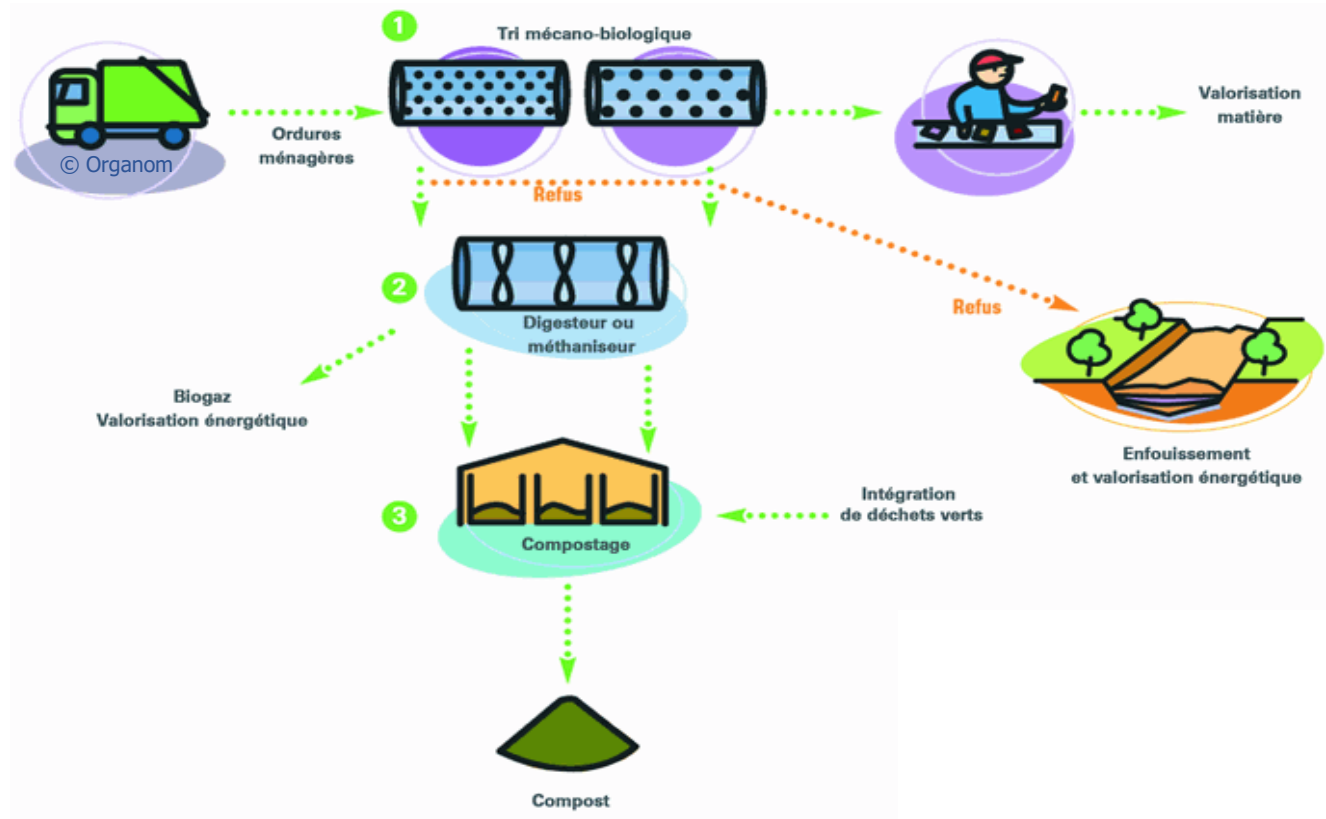 1
Tri mécano-biologique
© Organom
Ordures
ménagères
Valorisation
matière
Refus
2
Digesteur ou
méthaniseur
Refus
Biogaz
Valorisation énergétique
Enfouissement
et valorisation énergétique
3
Compostage
Intégration
de déchets verts
Compost